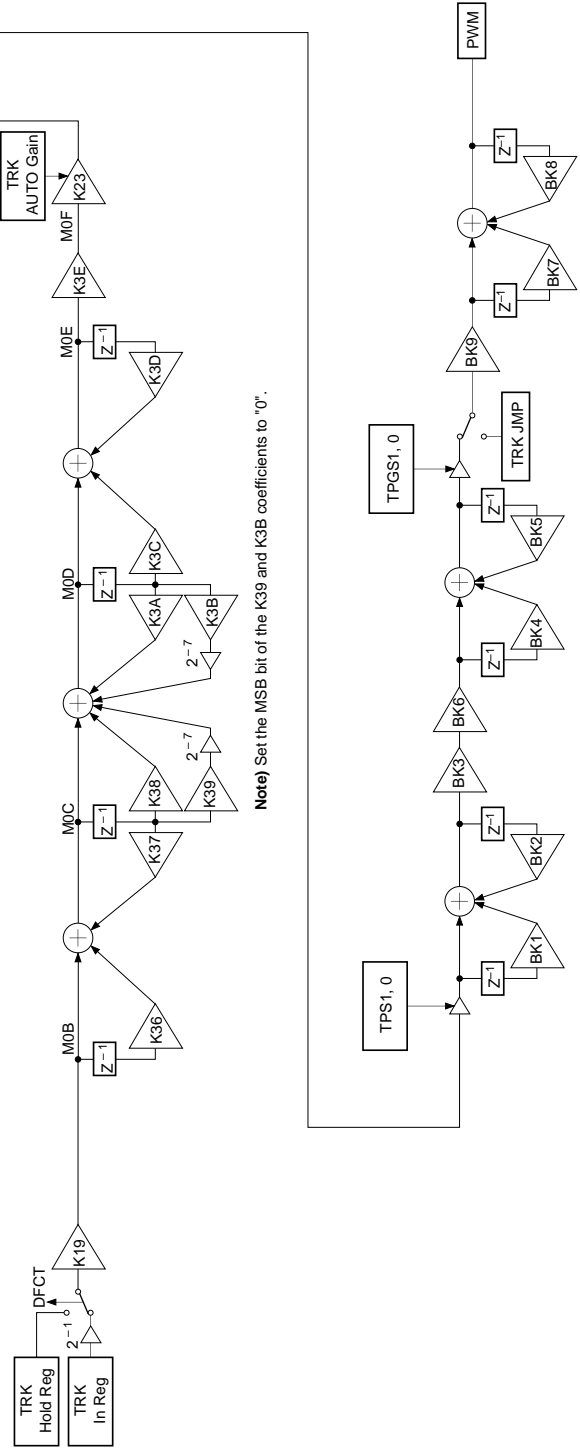 TRK
Hold Reg
TRK
In Reg
2⁻¹
DFCT
K19
M0B
Z⁻¹
K36
K37
M0C
Z⁻¹
K38
K39
2⁻⁷
2⁻⁷
K3A
K3B
M0D
Z⁻¹
K3C
K3D
M0E
Z⁻¹
K3E
M0F
TRK
AUTO Gain
K23
Note) Set the MSB bit of the K39 and K3B coefficients to "0".
TPS1, 0
Z⁻¹
BK1
BK2
Z⁻¹
BK3
BK6
Z⁻¹
BK4
BK5
Z⁻¹
TPGS1, 0
TRK JMP
BK9
Z⁻¹
BK7
BK8
Z⁻¹
PWM